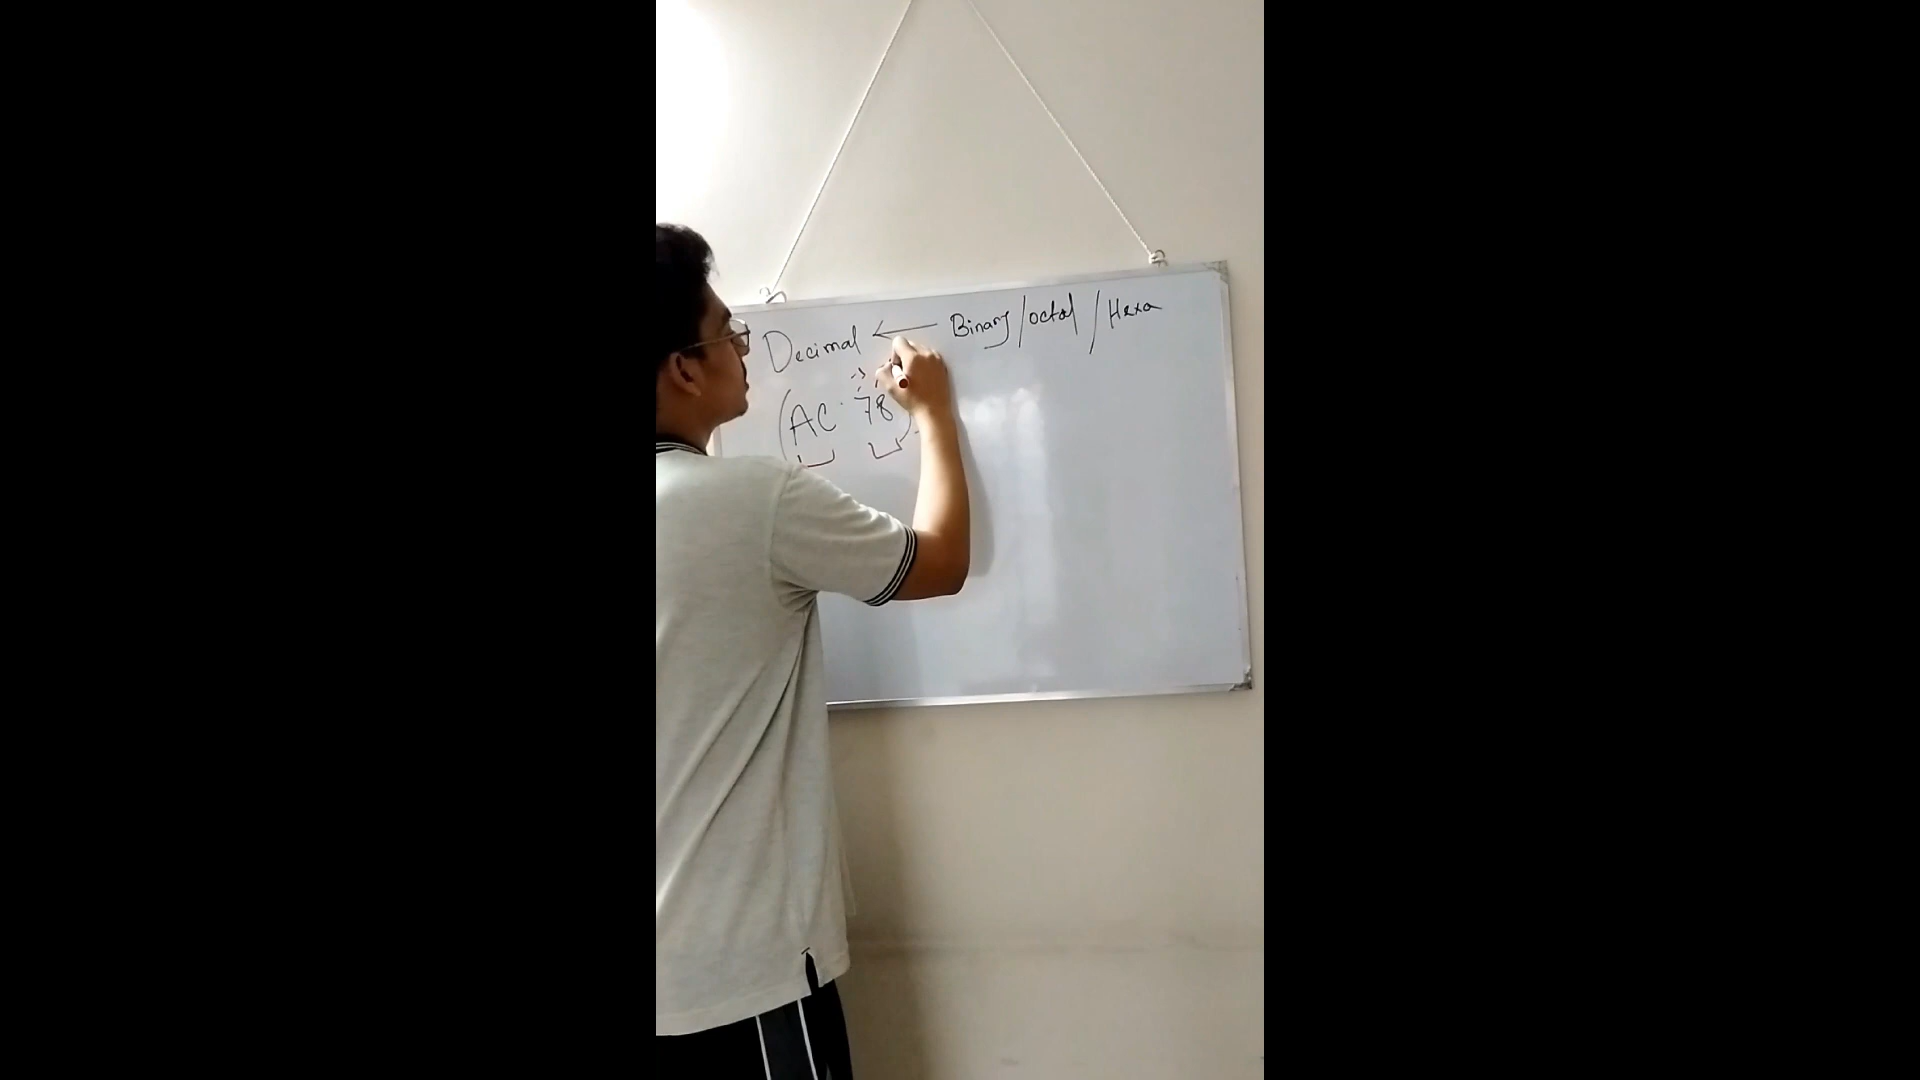 Decimal ← Binary/octal/Hexa
(AC.78)